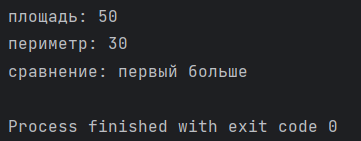 площадь: 50
периметр: 30
сравнение: первый больше
Process finished with exit code 0